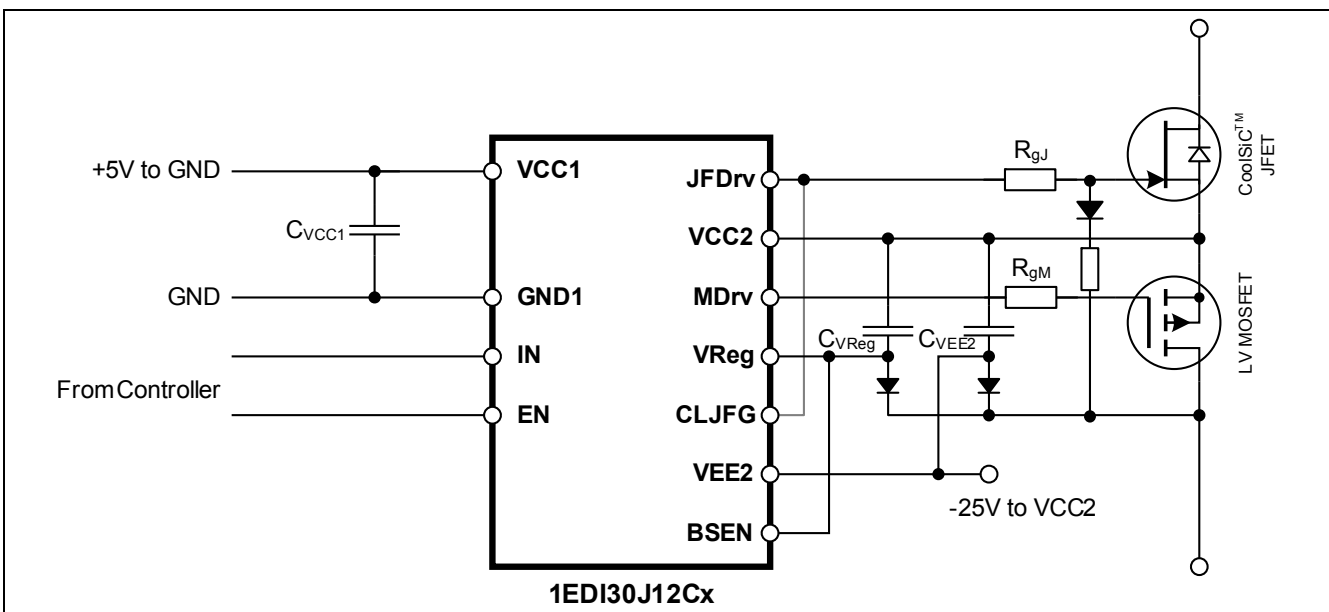 +5V to GND
CVCC1
GND
From Controller
VCC1
GND1
IN
EN
JFDrv
VCC2
MDrv
VReg
CLJFG
VEE2
BSEN
RgJ
RgM
CVReg
CVEE2
-25V to VCC2
CoolSiC™
JFET
LV MOSFET
1EDI30J12Cx